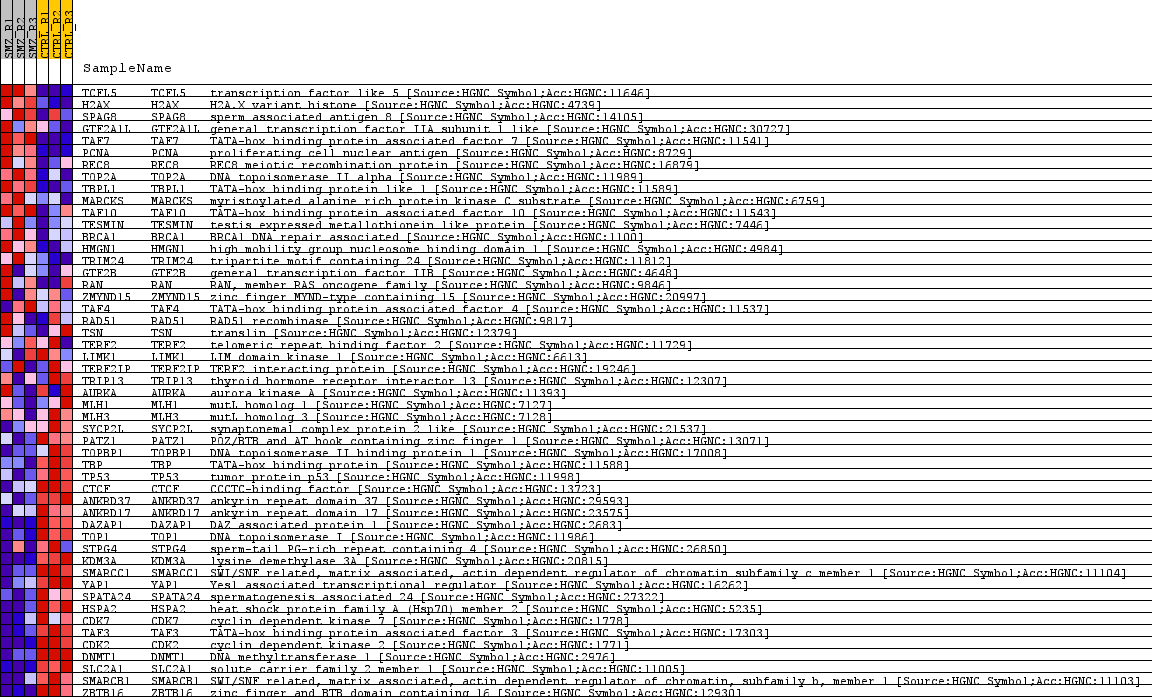 SMZ_R1
SMZ_R2
SMZ_R3
CTRL_R1
CTRL_R2
CTRL_R3
SampleName
TCFL5 TCFL5 transcription factor like 5 [Source:HGNC Symbol;Acc:HGNC:11646]
H2AX H2AX H2A.X variant histone [Source:HGNC Symbol;Acc:HGNC:4739]
SPAG8 SPAG8 sperm associated antigen 8 [Source:HGNC Symbol;Acc:HGNC:14105]
GTF2A1L GTF2A1L general transcription factor IIA subunit 1 like [Source:HGNC Symbol;Acc:HGNC:30727]
TAF7 TAF7 TATA-box binding protein associated factor 7 [Source:HGNC Symbol;Acc:HGNC:11541]
PCNA PCNA proliferating cell nuclear antigen [Source:HGNC Symbol;Acc:HGNC:8729]
REC8 REC8 REC8 meiotic recombination protein [Source:HGNC Symbol;Acc:HGNC:16879]
TOP2A TOP2A DNA topoisomerase II alpha [Source:HGNC Symbol;Acc:HGNC:11989]
TBPL1 TBPL1 TATA-box binding protein like 1 [Source:HGNC Symbol;Acc:HGNC:11589]
MARCKS MARCKS myristoylated alanine rich protein kinase C substrate [Source:HGNC Symbol;Acc:HGNC:6759]
TAF10 TAF10 TATA-box binding protein associated factor 10 [Source:HGNC Symbol;Acc:HGNC:11543]
TESMIN TESMIN testis expressed metallothionein like protein [Source:HGNC Symbol;Acc:HGNC:7446]
BRCA1 BRCA1 BRCA1 DNA repair associated [Source:HGNC Symbol;Acc:HGNC:1100]
HMGN1 HMGN1 high mobility group nucleosome binding domain 1 [Source:HGNC Symbol;Acc:HGNC:4984]
TRIM24 TRIM24 tripartite motif containing 24 [Source:HGNC Symbol;Acc:HGNC:11812]
GTF2B GTF2B general transcription factor IIB [Source:HGNC Symbol;Acc:HGNC:4648]
RAN RAN RAN, member RAS oncogene family [Source:HGNC Symbol;Acc:HGNC:9846]
ZMYND15 ZMYND15 zinc finger MYND-type containing 15 [Source:HGNC Symbol;Acc:HGNC:20997]
TAF4 TAF4 TATA-box binding protein associated factor 4 [Source:HGNC Symbol;Acc:HGNC:11537]
RAD51 RAD51 RAD51 recombinase [Source:HGNC Symbol;Acc:HGNC:9817]
TSN TSN translin [Source:HGNC Symbol;Acc:HGNC:12379]
TERF2 TERF2 telomeric repeat binding factor 2 [Source:HGNC Symbol;Acc:HGNC:11729]
LIMK1 LIMK1 LIM domain kinase 1 [Source:HGNC Symbol;Acc:HGNC:6613]
TERF2IP TERF2IP TERF2 interacting protein [Source:HGNC Symbol;Acc:HGNC:19246]
TRIP13 TRIP13 thyroid hormone receptor interactor 13 [Source:HGNC Symbol;Acc:HGNC:12307]
AURKA AURKA aurora kinase A [Source:HGNC Symbol;Acc:HGNC:11393]
MLH1 MLH1 mutL homolog 1 [Source:HGNC Symbol;Acc:HGNC:7127]
MLH3 MLH3 mutL homolog 3 [Source:HGNC Symbol;Acc:HGNC:7128]
SYCP2L SYCP2L synaptonemal complex protein 2 like [Source:HGNC Symbol;Acc:HGNC:21537]
PATZ1 PATZ1 POZ/BTB and AT hook containing zinc finger 1 [Source:HGNC Symbol;Acc:HGNC:13071]
TOPBP1 TOPBP1 DNA topoisomerase II binding protein 1 [Source:HGNC Symbol;Acc:HGNC:17008]
TBP TBP TATA-box binding protein [Source:HGNC Symbol;Acc:HGNC:11588]
TP53 TP53 tumor protein p53 [Source:HGNC Symbol;Acc:HGNC:11998]
CTCF CTCF CCCTC-binding factor [Source:HGNC Symbol;Acc:HGNC:13723]
ANKRD37 ANKRD37 ankyrin repeat domain 37 [Source:HGNC Symbol;Acc:HGNC:29593]
ANKRD17 ANKRD17 ankyrin repeat domain 17 [Source:HGNC Symbol;Acc:HGNC:23575]
DAZAP1 DAZAP1 DAZ associated protein 1 [Source:HGNC Symbol;Acc:HGNC:2683]
TOP1 TOP1 DNA topoisomerase I [Source:HGNC Symbol;Acc:HGNC:11986]
STPG4 STPG4 sperm-tail PG-rich repeat containing 4 [Source:HGNC Symbol;Acc:HGNC:26850]
KDM3A KDM3A lysine demethylase 3A [Source:HGNC Symbol;Acc:HGNC:20815]
SMARCC1 SMARCC1 SWI/SNF related, matrix associated, actin dependent regulator of chromatin subfamily c member 1 [Source:HGNC Symbol;Acc:HGNC:11104]
YAP1 YAP1 Yes1 associated transcriptional regulator [Source:HGNC Symbol;Acc:HGNC:16262]
SPATA24 SPATA24 spermatogenesis associated 24 [Source:HGNC Symbol;Acc:HGNC:27322]
HSPA2 HSPA2 heat shock protein family A (Hsp70) member 2 [Source:HGNC Symbol;Acc:HGNC:5235]
CDK7 CDK7 cyclin dependent kinase 7 [Source:HGNC Symbol;Acc:HGNC:1778]
TAF3 TAF3 TATA-box binding protein associated factor 3 [Source:HGNC Symbol;Acc:HGNC:17303]
CDK2 CDK2 cyclin dependent kinase 2 [Source:HGNC Symbol;Acc:HGNC:1771]
DNMT1 DNMT1 DNA methyltransferase 1 [Source:HGNC Symbol;Acc:HGNC:2976]
SLC2A1 SLC2A1 solute carrier family 2 member 1 [Source:HGNC Symbol;Acc:HGNC:11005]
SMARCB1 SMARCB1 SWI/SNF related, matrix associated, actin dependent regulator of chromatin, subfamily b, member 1 [Source:HGNC Symbol;Acc:HGNC:11103]
ZBTB16 ZBTB16 zinc finger and BTB domain containing 16 [Source:HGNC Symbol;Acc:HGNC:12930]